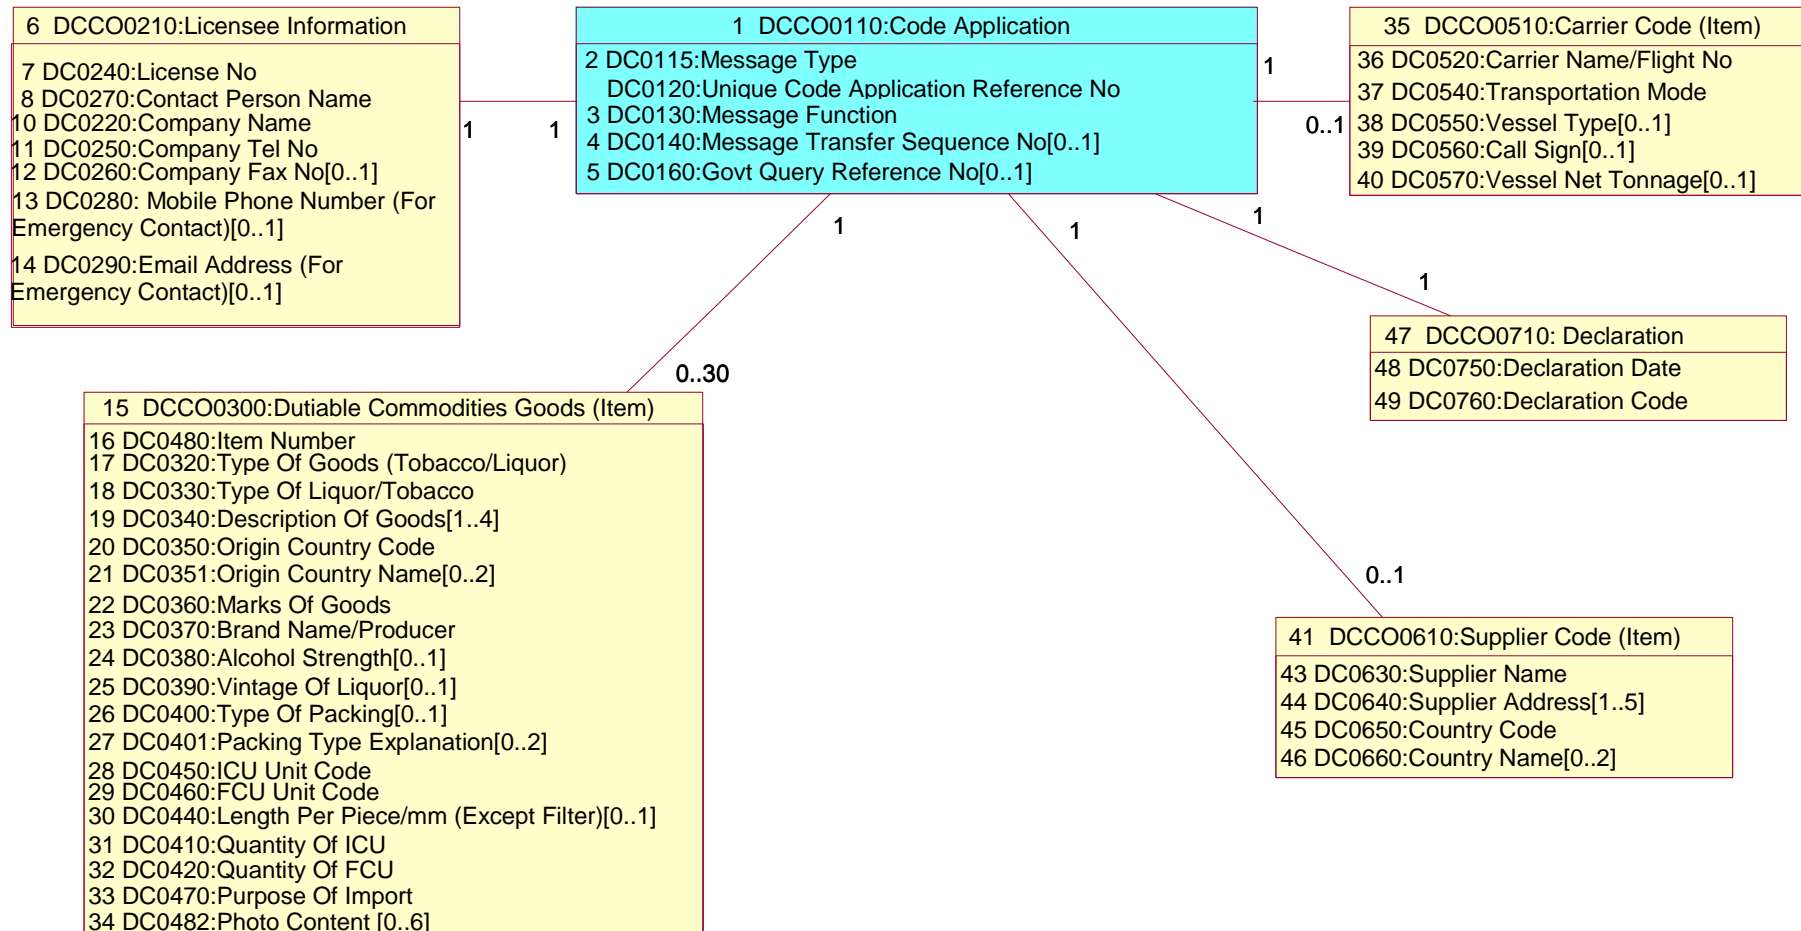 6 DCCO0210:Licensee Information
7 DC0240:License No
8 DC0270:Contact Person Name
10 DC0220:Company Name
11 DC0250:Company Tel No
12 DC0260:Company Fax No[0..1]
13 DC0280: Mobile Phone Number (For
Emergency Contact)[0..1]
14 DC0290:Email Address (For
Emergency Contact)[0..1]
1
1
1 DCCO0110:Code Application
2 DC0115:Message Type
DC0120:Unique Code Application Reference No
3 DC0130:Message Function
4 DC0140:Message Transfer Sequence No[0..1]
5 DC0160:Govt Query Reference No[0..1]
1
0..1
35 DCCO0510:Carrier Code (Item)
36 DC0520:Carrier Name/Flight No
37 DC0540:Transportation Mode
38 DC0550:Vessel Type[0..1]
39 DC0560:Call Sign[0..1]
40 DC0570:Vessel Net Tonnage[0..1]
1
1
1
1
47 DCCO0710: Declaration
48 DC0750:Declaration Date
49 DC0760:Declaration Code
0..30
15 DCCO0300:Dutiable Commodities Goods (Item)
16 DC0480:Item Number
17 DC0320:Type Of Goods (Tobacco/Liquor)
18 DC0330:Type Of Liquor/Tobacco
19 DC0340:Description Of Goods[1..4]
20 DC0350:Origin Country Code
21 DC0351:Origin Country Name[0..2]
22 DC0360:Marks Of Goods
23 DC0370:Brand Name/Producer
24 DC0380:Alcohol Strength[0..1]
25 DC0390:Vintage Of Liquor[0..1]
26 DC0400:Type Of Packing[0..1]
27 DC0401:Packing Type Explanation[0..2]
28 DC0450:ICU Unit Code
29 DC0460:FCU Unit Code
30 DC0440:Length Per Piece/mm (Except Filter)[0..1]
31 DC0410:Quantity Of ICU
32 DC0420:Quantity Of FCU
33 DC0470:Purpose Of Import
34 DC0482:Photo Content [0..6]
0..1
41 DCCO0610:Supplier Code (Item)
43 DC0630:Supplier Name
44 DC0640:Supplier Address[1..5]
45 DC0650:Country Code
46 DC0660:Country Name[0..2]